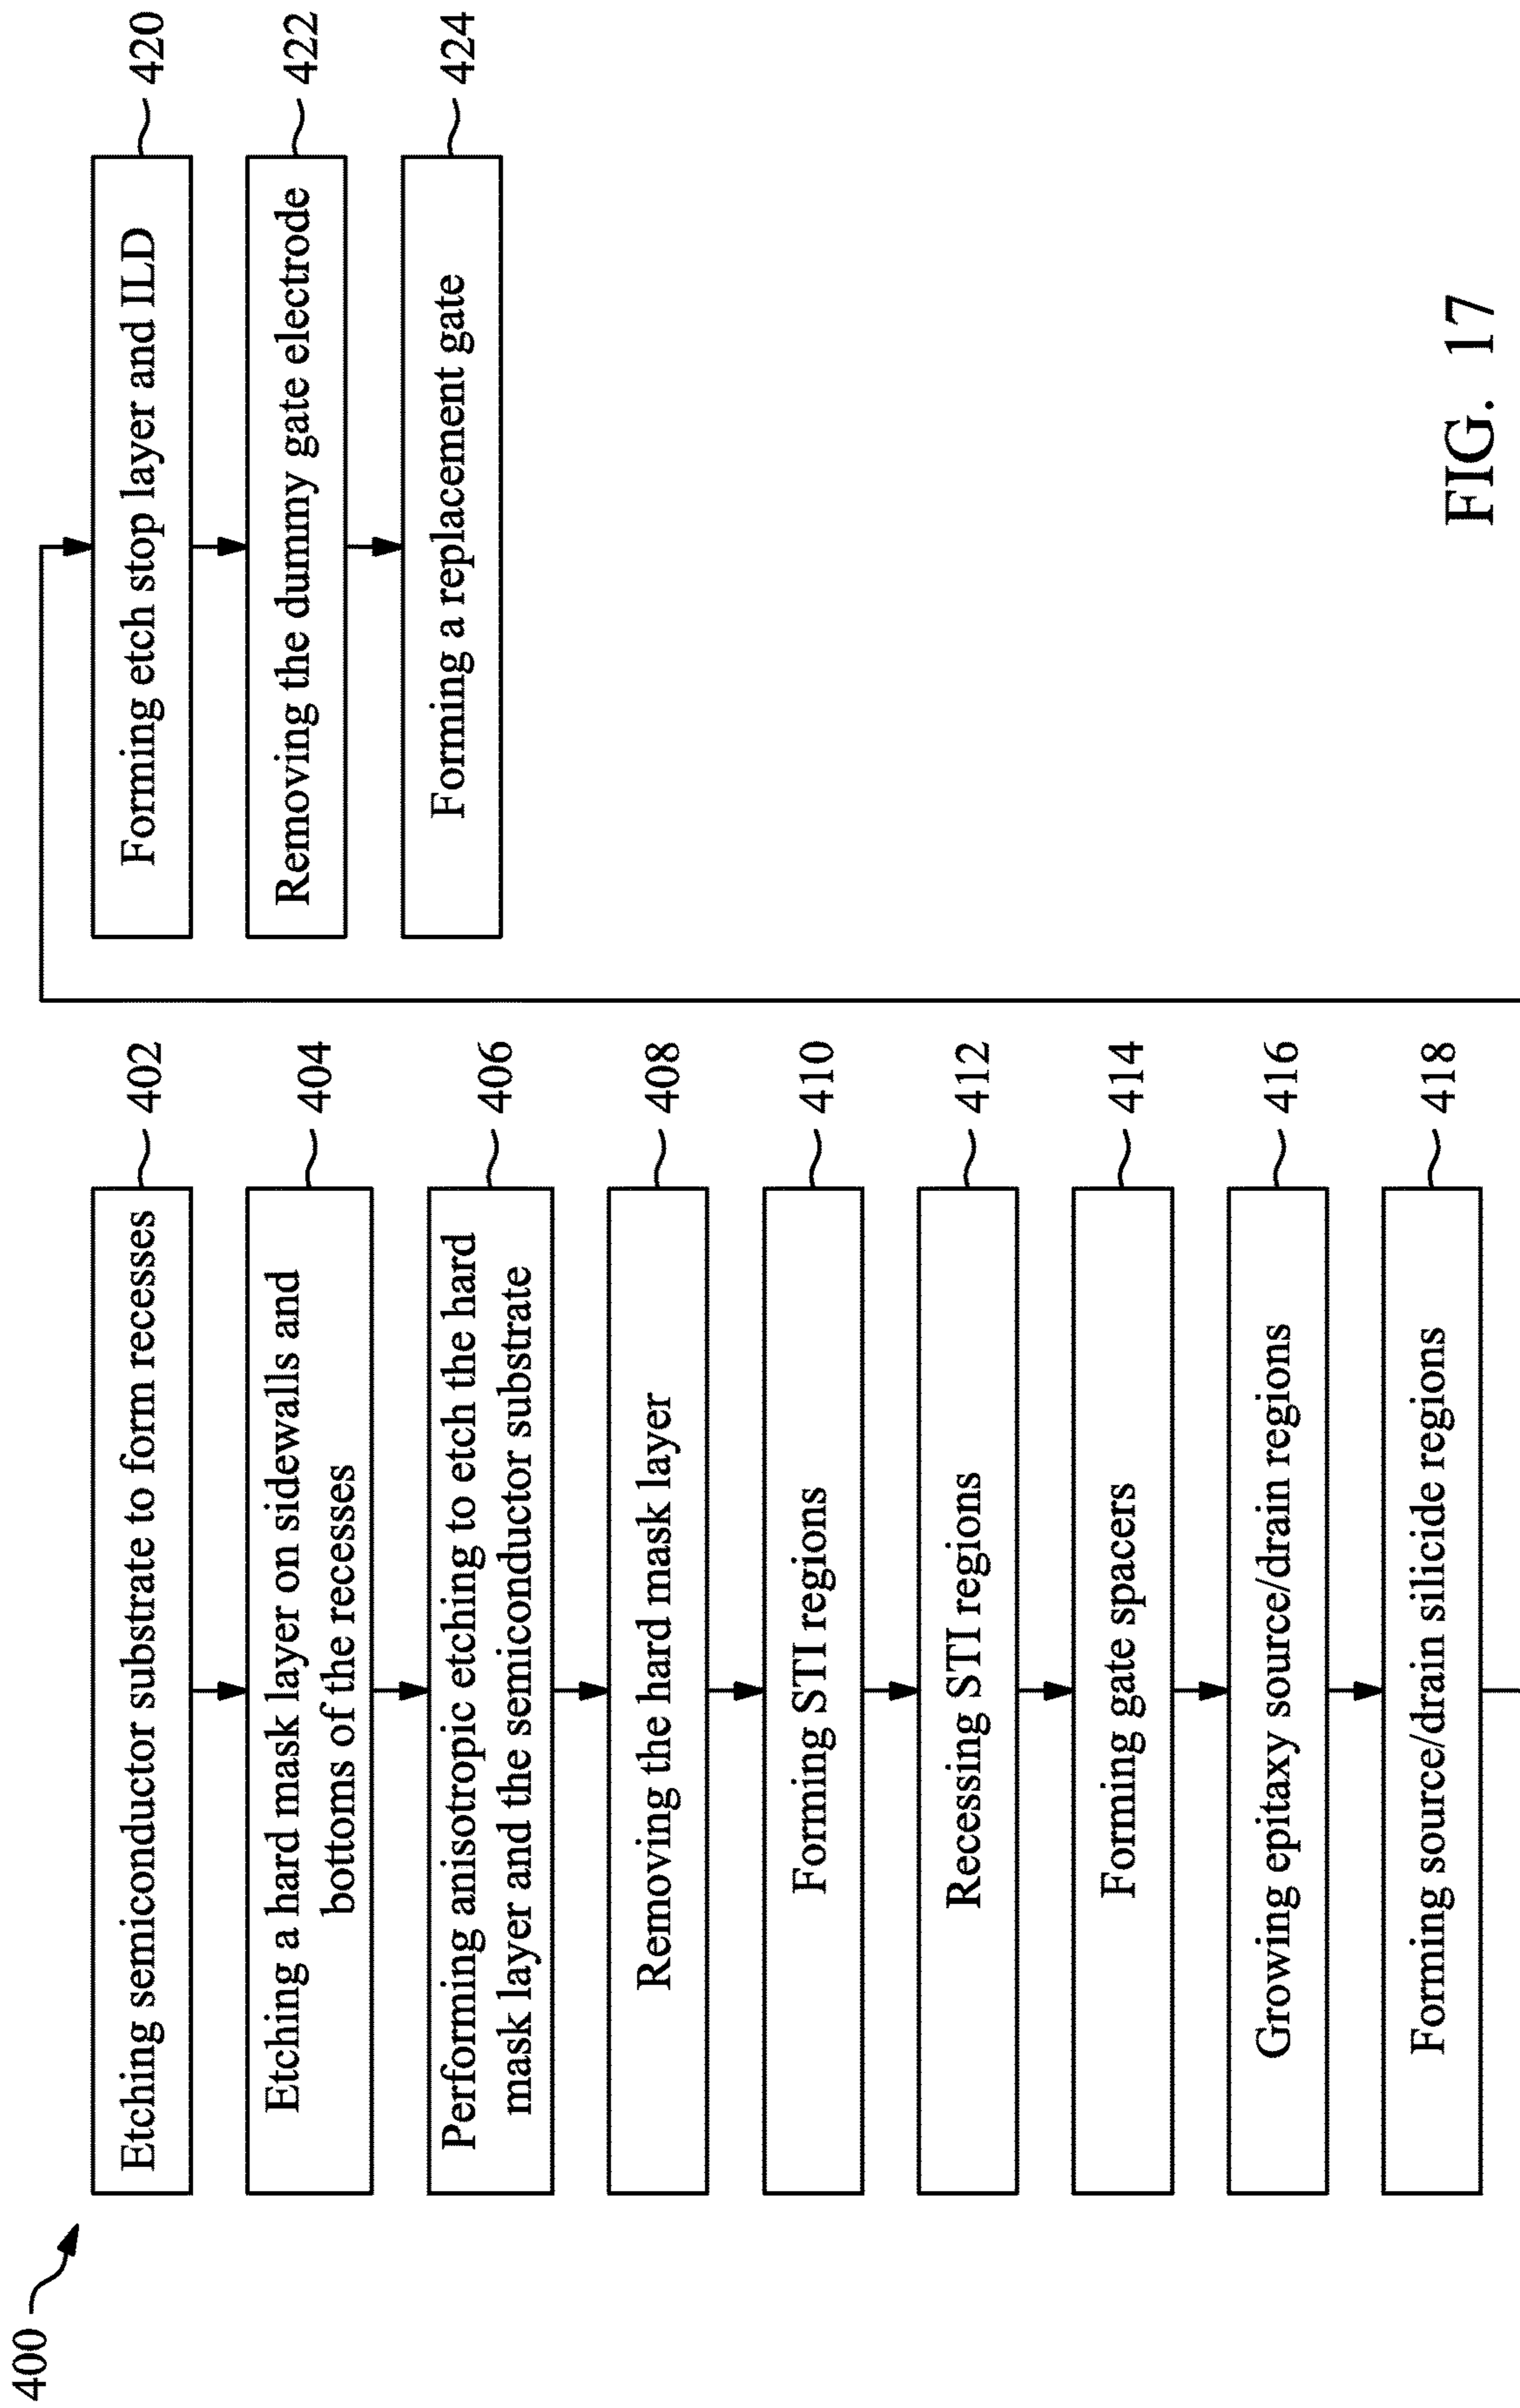 400
Etching semiconductor substrate to form recesses
402
Etching a hard mask layer on sidewalls and
bottoms of the recesses
404
Performing anisotropic etching to etch the hard
mask layer and the semiconductor substrate
406
Removing the hard mask layer
408
Forming STI regions
410
Recessing STI regions
412
Forming gate spacers
414
Growing epitaxy source/drain regions
416
Forming source/drain silicide regions
418
Forming etch stop layer and ILD
420
Removing the dummy gate electrode
422
Forming a replacement gate
424
FIG. 17